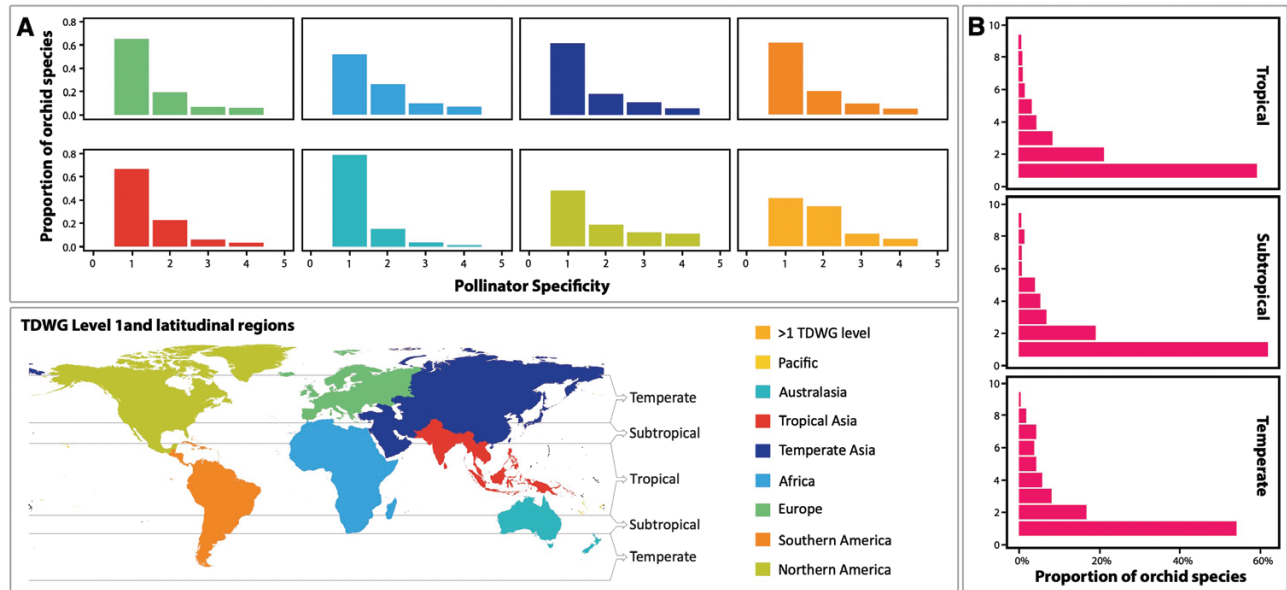 A
Proportion of orchid species
0.8
0.6
0.4
0.2
0.0
0.8
0.6
0.4
0.2
0.0
0 1 2 3 4 5
0 1 2 3 4 5
0 1 2 3 4 5
0 1 2 3 4 5
Pollinator Specificity
TDWG Level 1and latitudinal regions
Temperate
Subtropical
Tropical
Subtropical
Temperate
>1 TDWG level
Pacific
Australasia
Tropical Asia
Temperate Asia
Africa
Europe
Southern America
Northern America
B
10
8
6
4
2
0
Tropical
10
8
6
4
2
0
Subtropical
10
8
6
4
2
0
Temperate
0% 20% 40% 60%
Proportion of orchid species